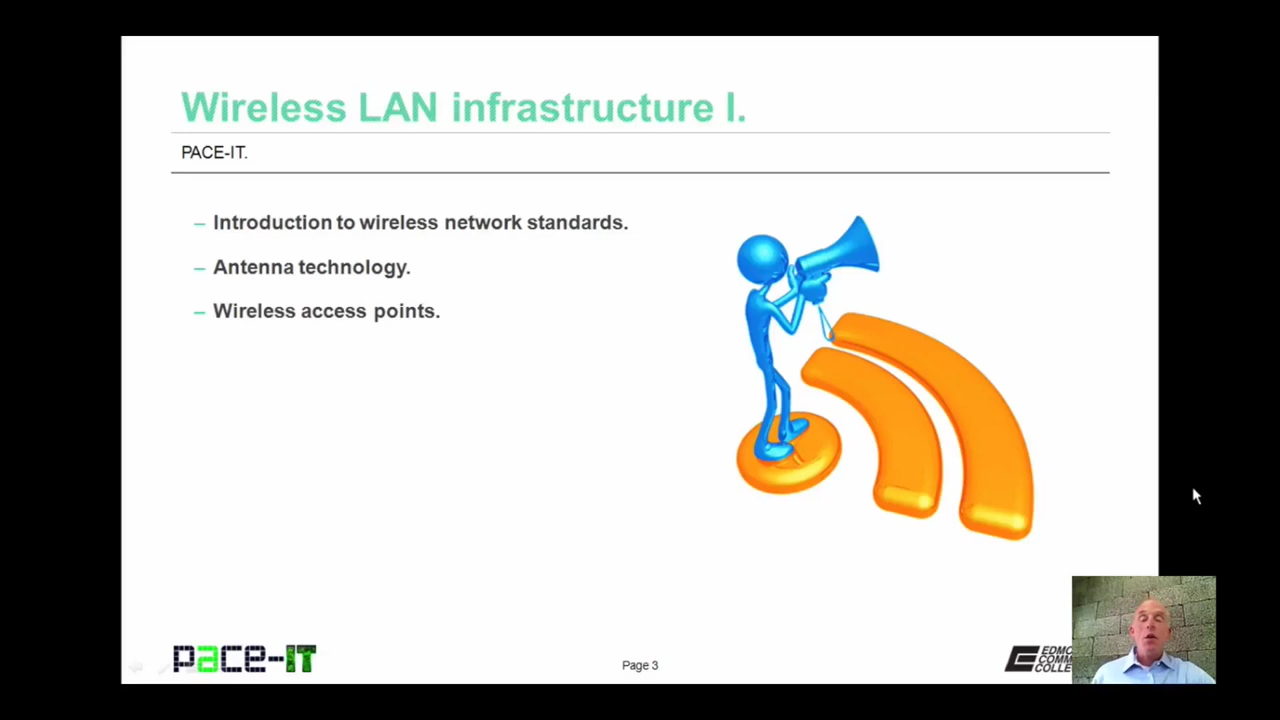 Wireless LAN infrastructure I.
PACE-IT.
– Introduction to wireless network standards.
– Antenna technology.
– Wireless access points.
pace-IT
Page 3